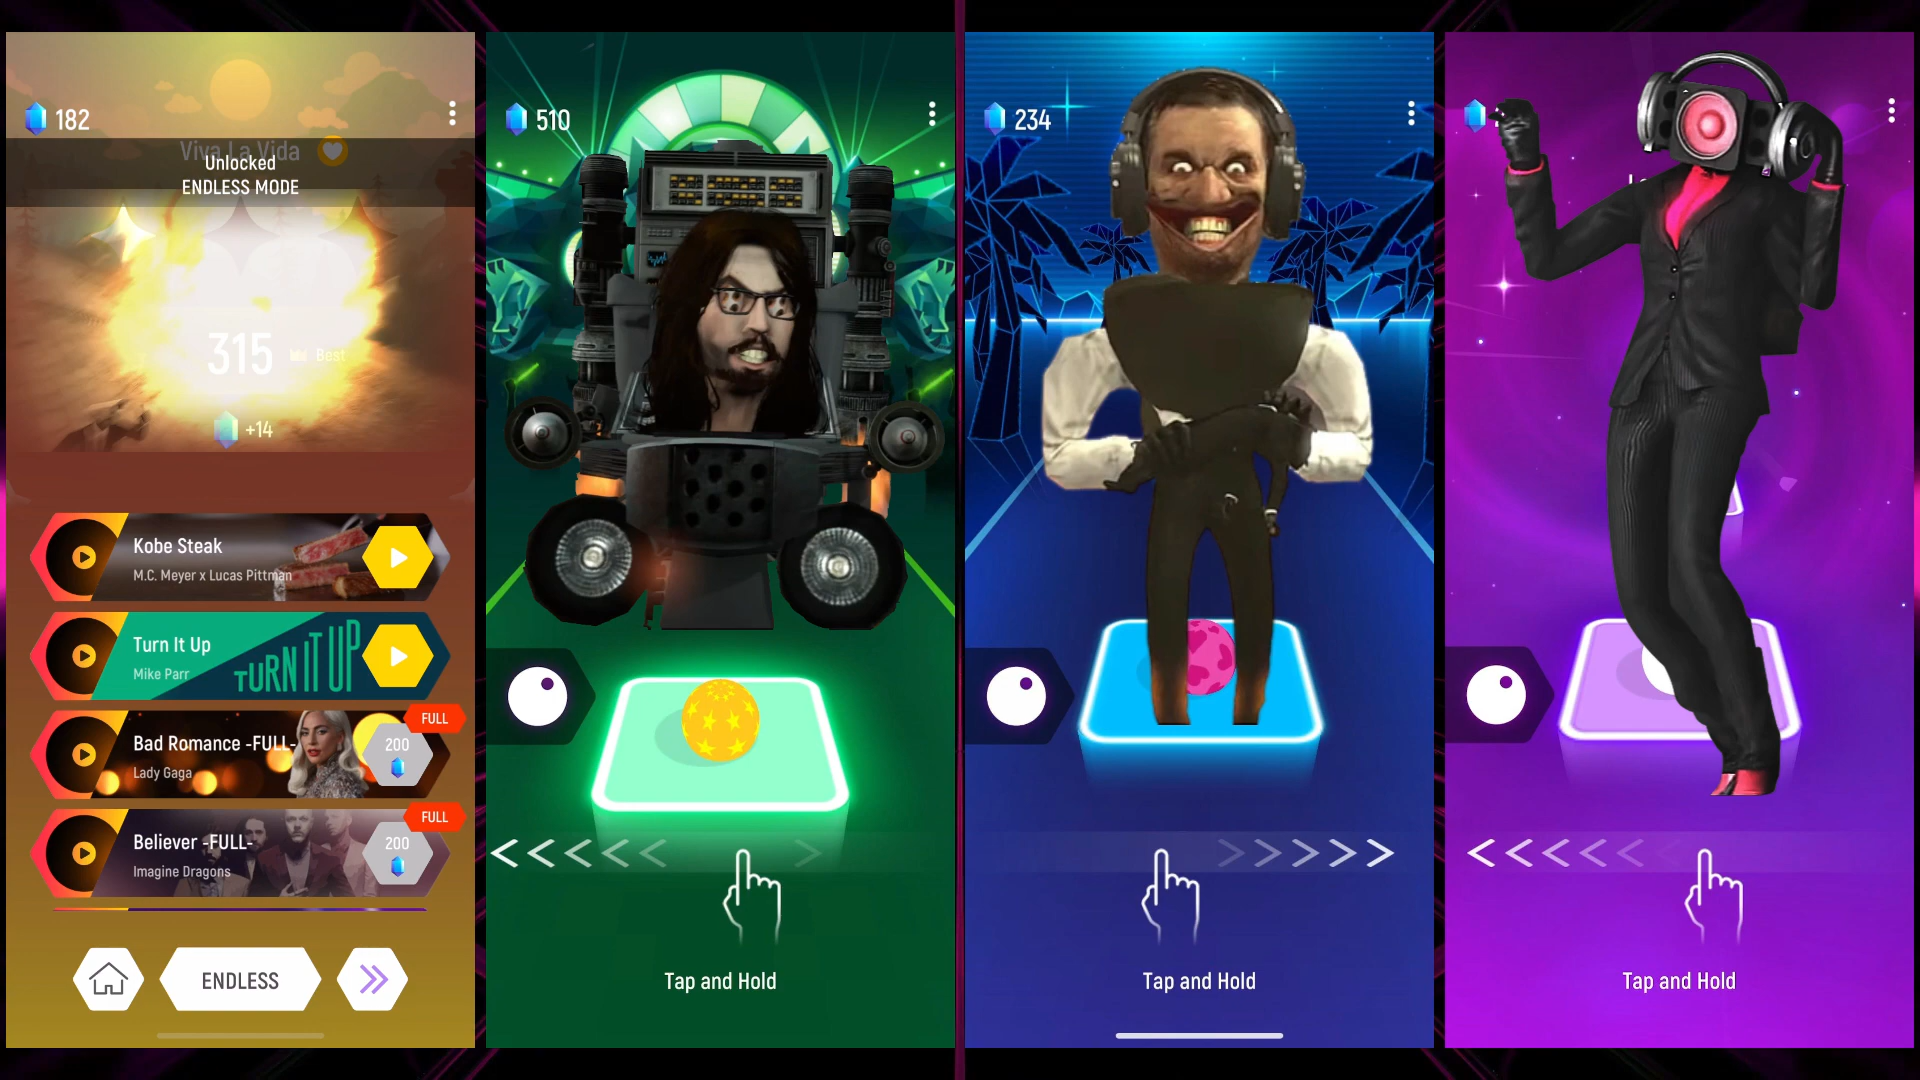 182
Viva La Vida
Unlocked
ENDLESS MODE
315
Best
+14
Kobe Steak
M.C. Meyer x Lucas Pittman
Turn It Up
Mike Parr
TURN IT UP
FULL
Bad Romance -FULL-
200
Lady Gaga
FULL
Believer -FULL-
200
Imagine Dragons
ENDLESS
510
Tap and Hold
234
Tap and Hold
Tap and Hold